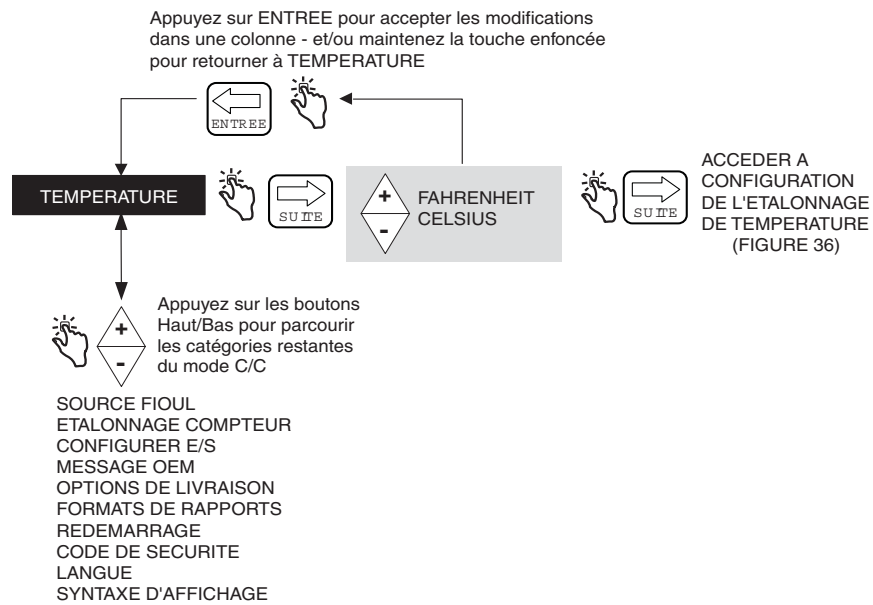 Appuyez sur ENTREE pour accepter les modifications
dans une colonne - et/ou maintenez la touche enfoncée
pour retourner à TEMPERATURE
ENTREE
TEMPERATURE
SUITE
+
-
FAHRENHEIT
CELSIUS
SUITE
ACCEDER A
CONFIGURATION
DE L'ETALONNAGE
DE TEMPERATURE
(FIGURE 36)
+
-
Appuyez sur les boutons
Haut/Bas pour parcourir
les catégories restantes
du mode C/C
SOURCE FIOUL
ETALONNAGE COMPTEUR
CONFIGURER E/S
MESSAGE OEM
OPTIONS DE LIVRAISON
FORMATS DE RAPPORTS
REDEMARRAGE
CODE DE SECURITE
LANGUE
SYNTAXE D'AFFICHAGE